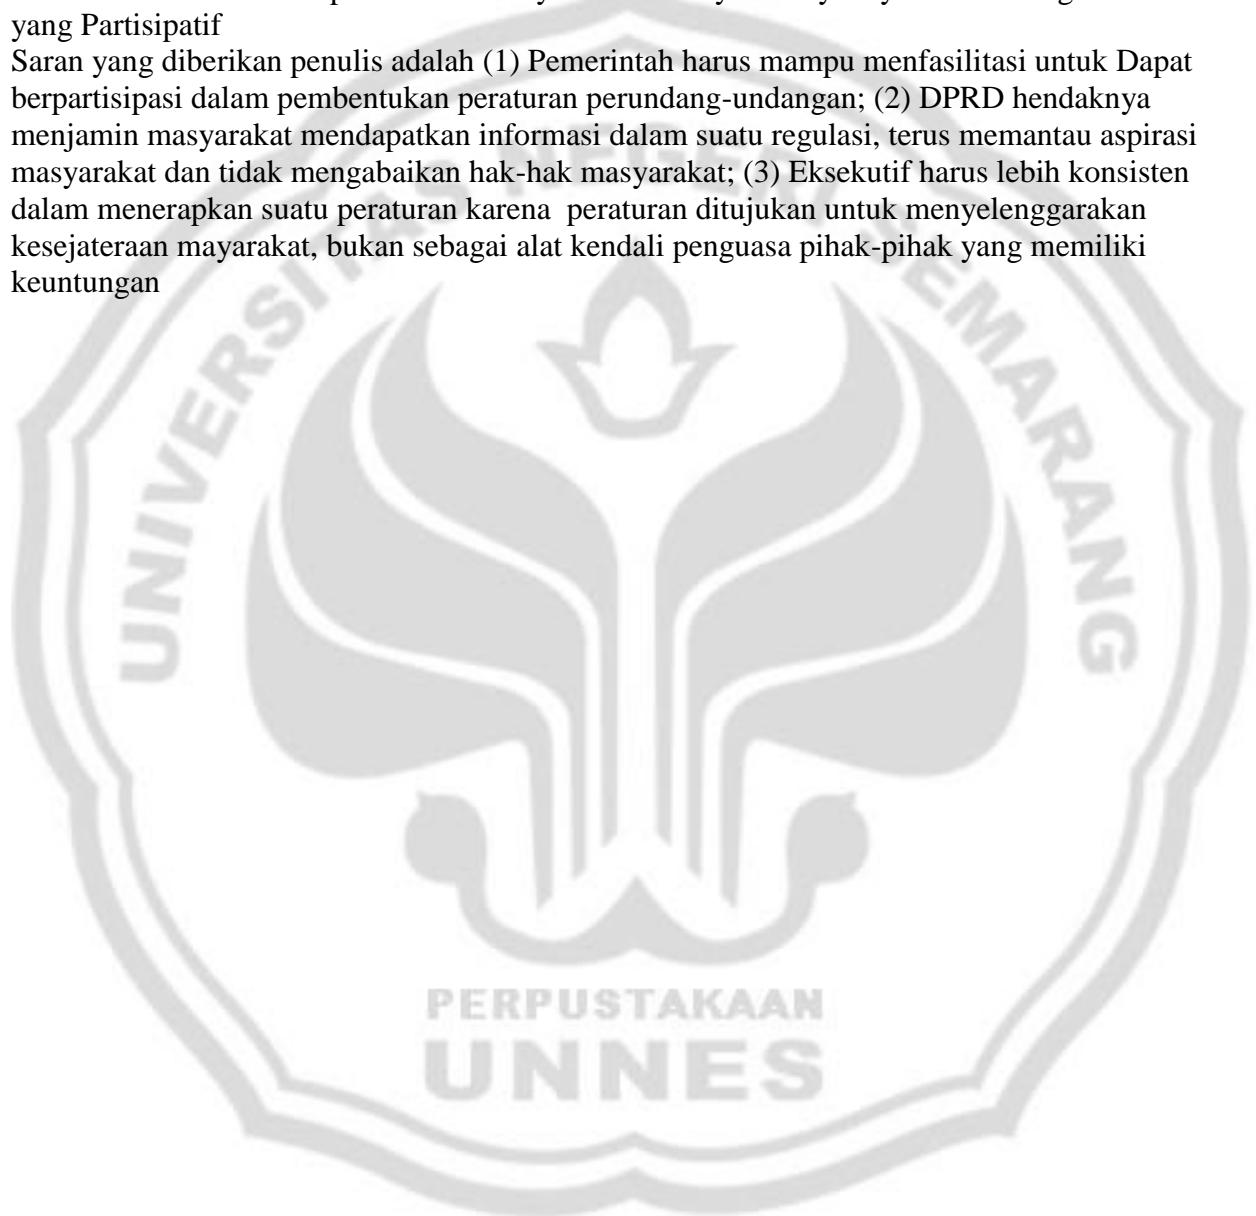 yang Partisipatif
Saran yang diberikan penulis adalah (1) Pemerintah harus mampu menfasilitasi untuk Dapat
berpartisipasi dalam pembentukan peraturan perundang-undangan; (2) DPRD hendaknya
menjamin masyarakat mendapatkan informasi dalam suatu regulasi, terus memantau aspirasi
masyarakat dan tidak mengabaikan hak-hak masyarakat; (3) Eksekutif harus lebih konsisten
dalam menerapkan suatu peraturan karena  peraturan ditujukan untuk menyelenggarakan
kesejateraan mayarakat, bukan sebagai alat kendali penguasa pihak-pihak yang memiliki
keuntungan
UNIVERSITAS NEGERI SEMARANG
PERPUSTAKAAN
UNNES